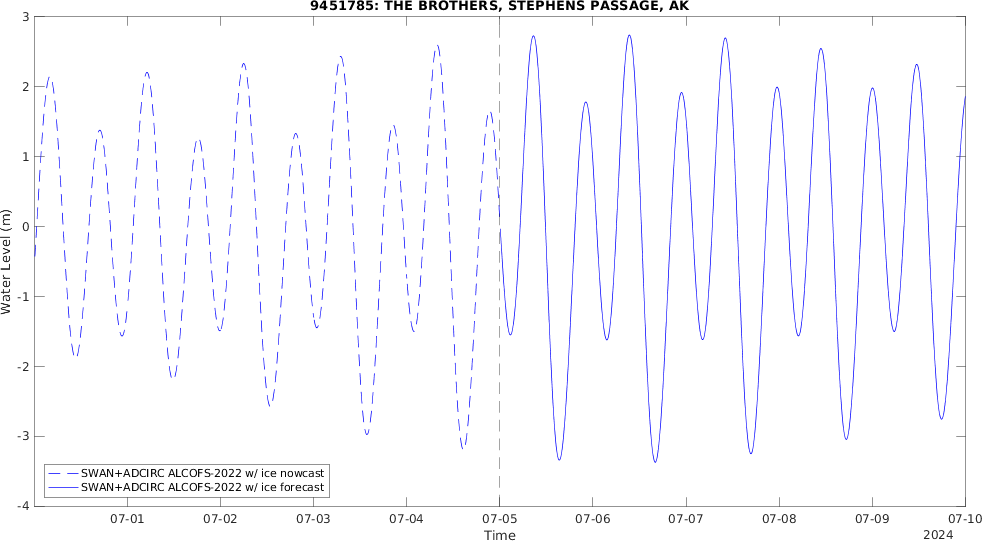 9451785: THE BROTHERS, STEPHENS PASSAGE, AK
3
2
1
0
-1
-2
-3
-4
Water Level (m)
SWAN+ADCIRC ALCOFS-2022 w/ ice nowcast
SWAN+ADCIRC ALCOFS-2022 w/ ice forecast
07-01 07-02 07-03 07-04 07-05 07-06 07-07 07-08 07-09 07-10
Time
2024